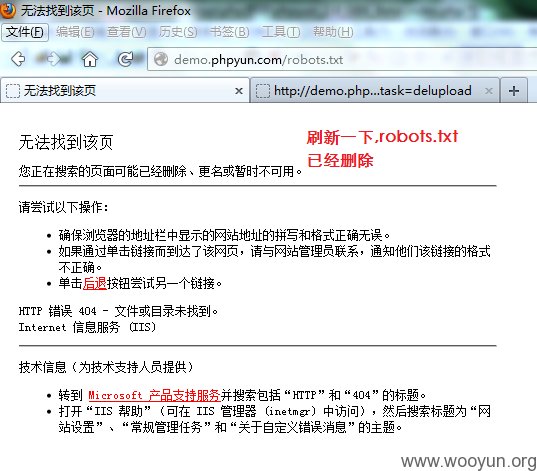 无法找到该页 - Mozilla Firefox
文件(F) 编辑(E) 查看(V) 历史(S) 书签(B) 工具(T) 帮助(H)
demo.phpyun.com/robots.txt
无法找到该页
http://demo.php...task=delupload
无法找到该页
刷新一下,robots.txt
已经删除
您正在搜索的页面可能已经删除、更名或暂时不可用。
请尝试以下操作:
• 确保浏览器的地址栏中显示的网站地址的拼写和格式正确无误。
• 如果通过单击链接而到达了该网页,请与网站管理员联系,通知他们该链接的格式
不正确。
• 单击后退按钮尝试另一个链接。
HTTP 错误 404 - 文件或目录未找到。
Internet 信息服务 (IIS)
技术信息(为技术支持人员提供)
• 转到 Microsoft 产品支持服务并搜索包括“HTTP”和“404”的标题。
• 打开“IIS 帮助”(可在 IIS 管理器 (inetmgr) 中访问),然后搜索标题为“网
站设置”、“常规管理任务”和“关于自定义错误消息”的主题。
www.wooyun.org